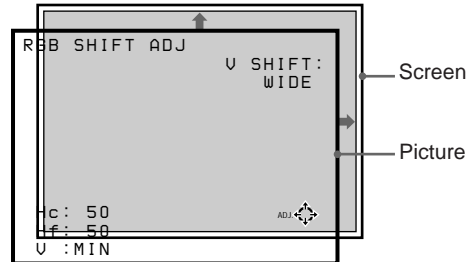 RGB SHIFT ADJ
V SHIFT:
WIDE
Screen
Picture
Hc: 50
ADJ.
Hf: 50
V :MIN